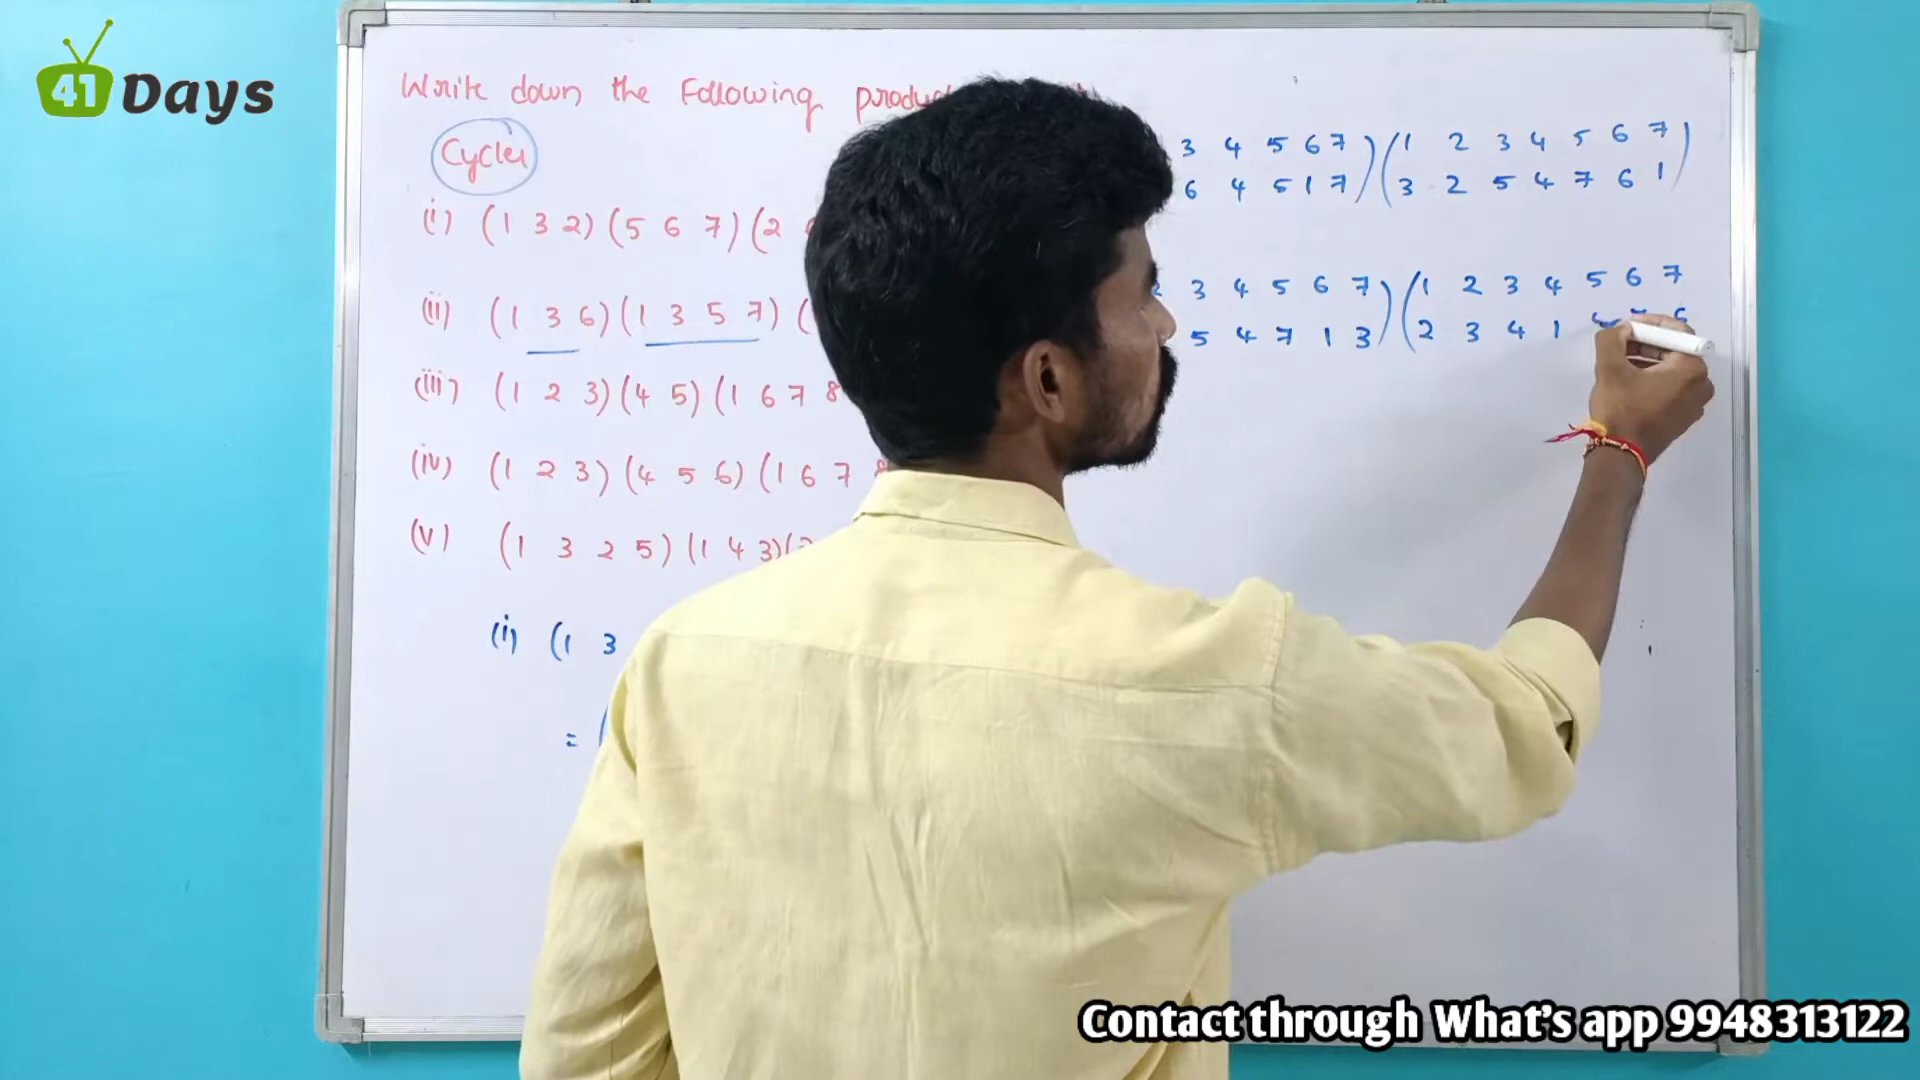 41 Days
Write down the Following
Cycles
(i) (1 3 2) (5 6 7) (2
(ii) (1 3 6) (1 3 5 7) (
(iii) (1 2 3) (4 5) (1 6 7 8
(iv) (1 2 3) (4 5 6) (1 6 7
(v) (1 3 2 5) (1 4 3) (
(i) (1 3
= (
3 4 5 6 7) (1 2 3 4 5 6 7)
6 4 5 1 7) (3 2 5 4 7 6 1)
3 4 5 6 7) (1 2 3 4 5 6 7
5 4 7 1 3) (2 3 4 1
Contact through What's app 9948313122